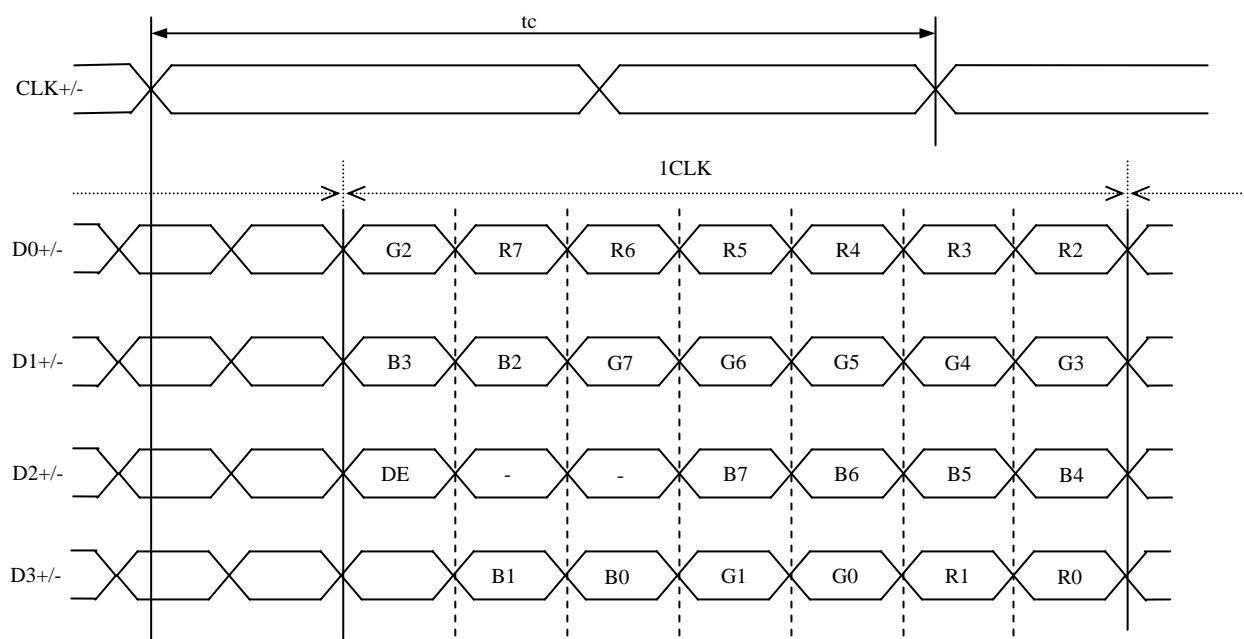 tc
CLK+/-
1CLK
D0+/- G2 R7 R6 R5 R4 R3 R2
D1+/- B3 B2 G7 G6 G5 G4 G3
D2+/- DE - - B7 B6 B5 B4
D3+/- B1 B0 G1 G0 R1 R0